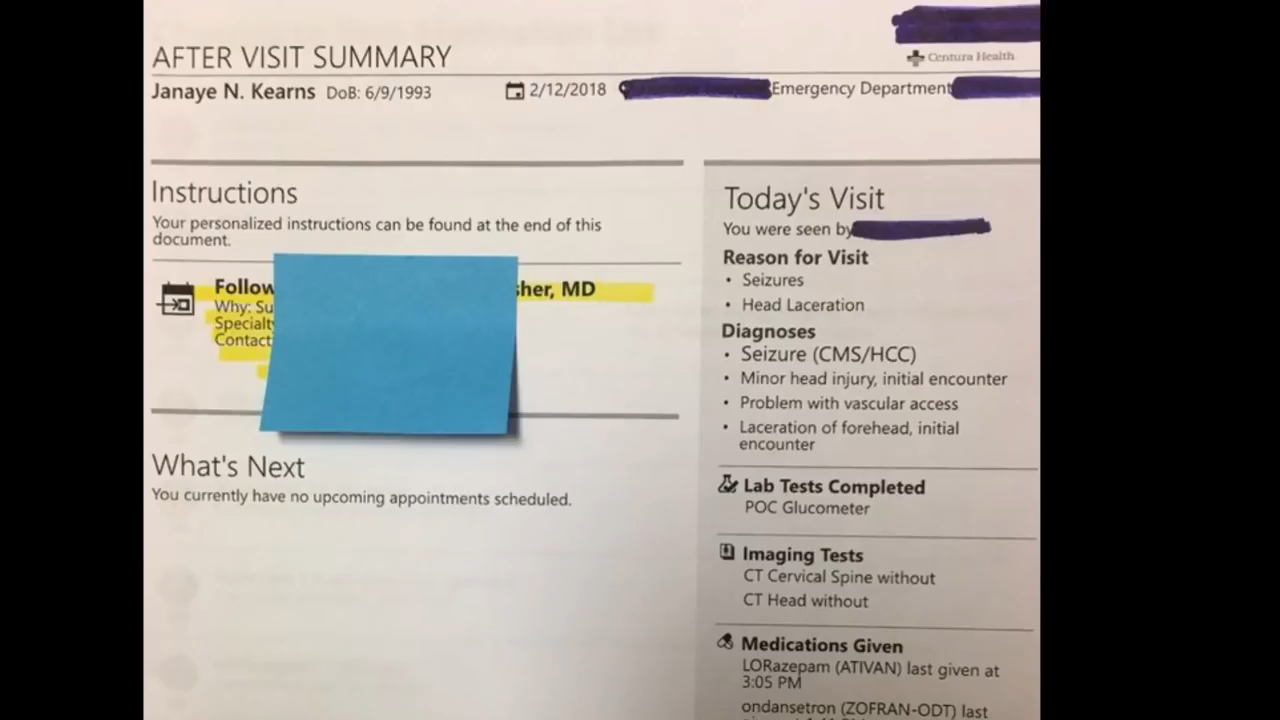 Centura Health
AFTER VISIT SUMMARY
Janaye N. Kearns DoB: 6/9/1993 2/12/2018 Emergency Department
Instructions
Your personalized instructions can be found at the end of this
document.
Follow sher, MD
Why: Su
Specialty
Contact
What's Next
You currently have no upcoming appointments scheduled.
Today's Visit
You were seen by
Reason for Visit
• Seizures
• Head Laceration
Diagnoses
• Seizure (CMS/HCC)
• Minor head injury, initial encounter
• Problem with vascular access
• Laceration of forehead, initial
encounter
Lab Tests Completed
POC Glucometer
Imaging Tests
CT Cervical Spine without
CT Head without
Medications Given
LORazepam (ATIVAN) last given at
3:05 PM
ondansetron (ZOFRAN-ODT) last